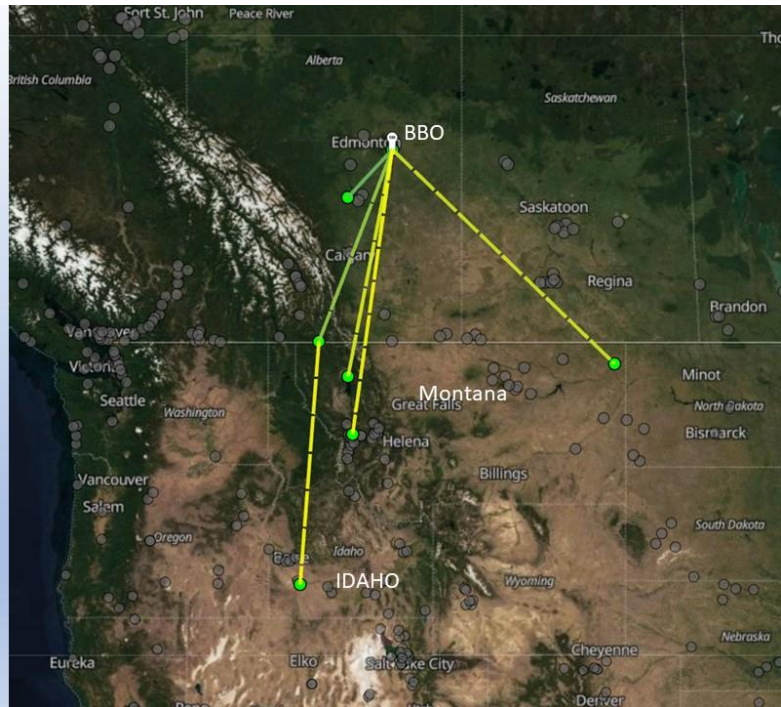 Fort St. John
Peace River
Alberta
British Columbia
Saskatchewan
BBO
Edmonton
Saskatoon
Calgary
Regina
Brandon
Vancouver
Victoria
Minot
Montana
Seattle
Great Falls
Washington
North Dakota
Bismarck
Helena
Vancouver
Billings
Salem
South Dakota
Oregon
Idaho
Boise
IDAHO
Wyoming
Nebraska
Cheyenne
Eureka
Elko
Salt Lake City
Denver